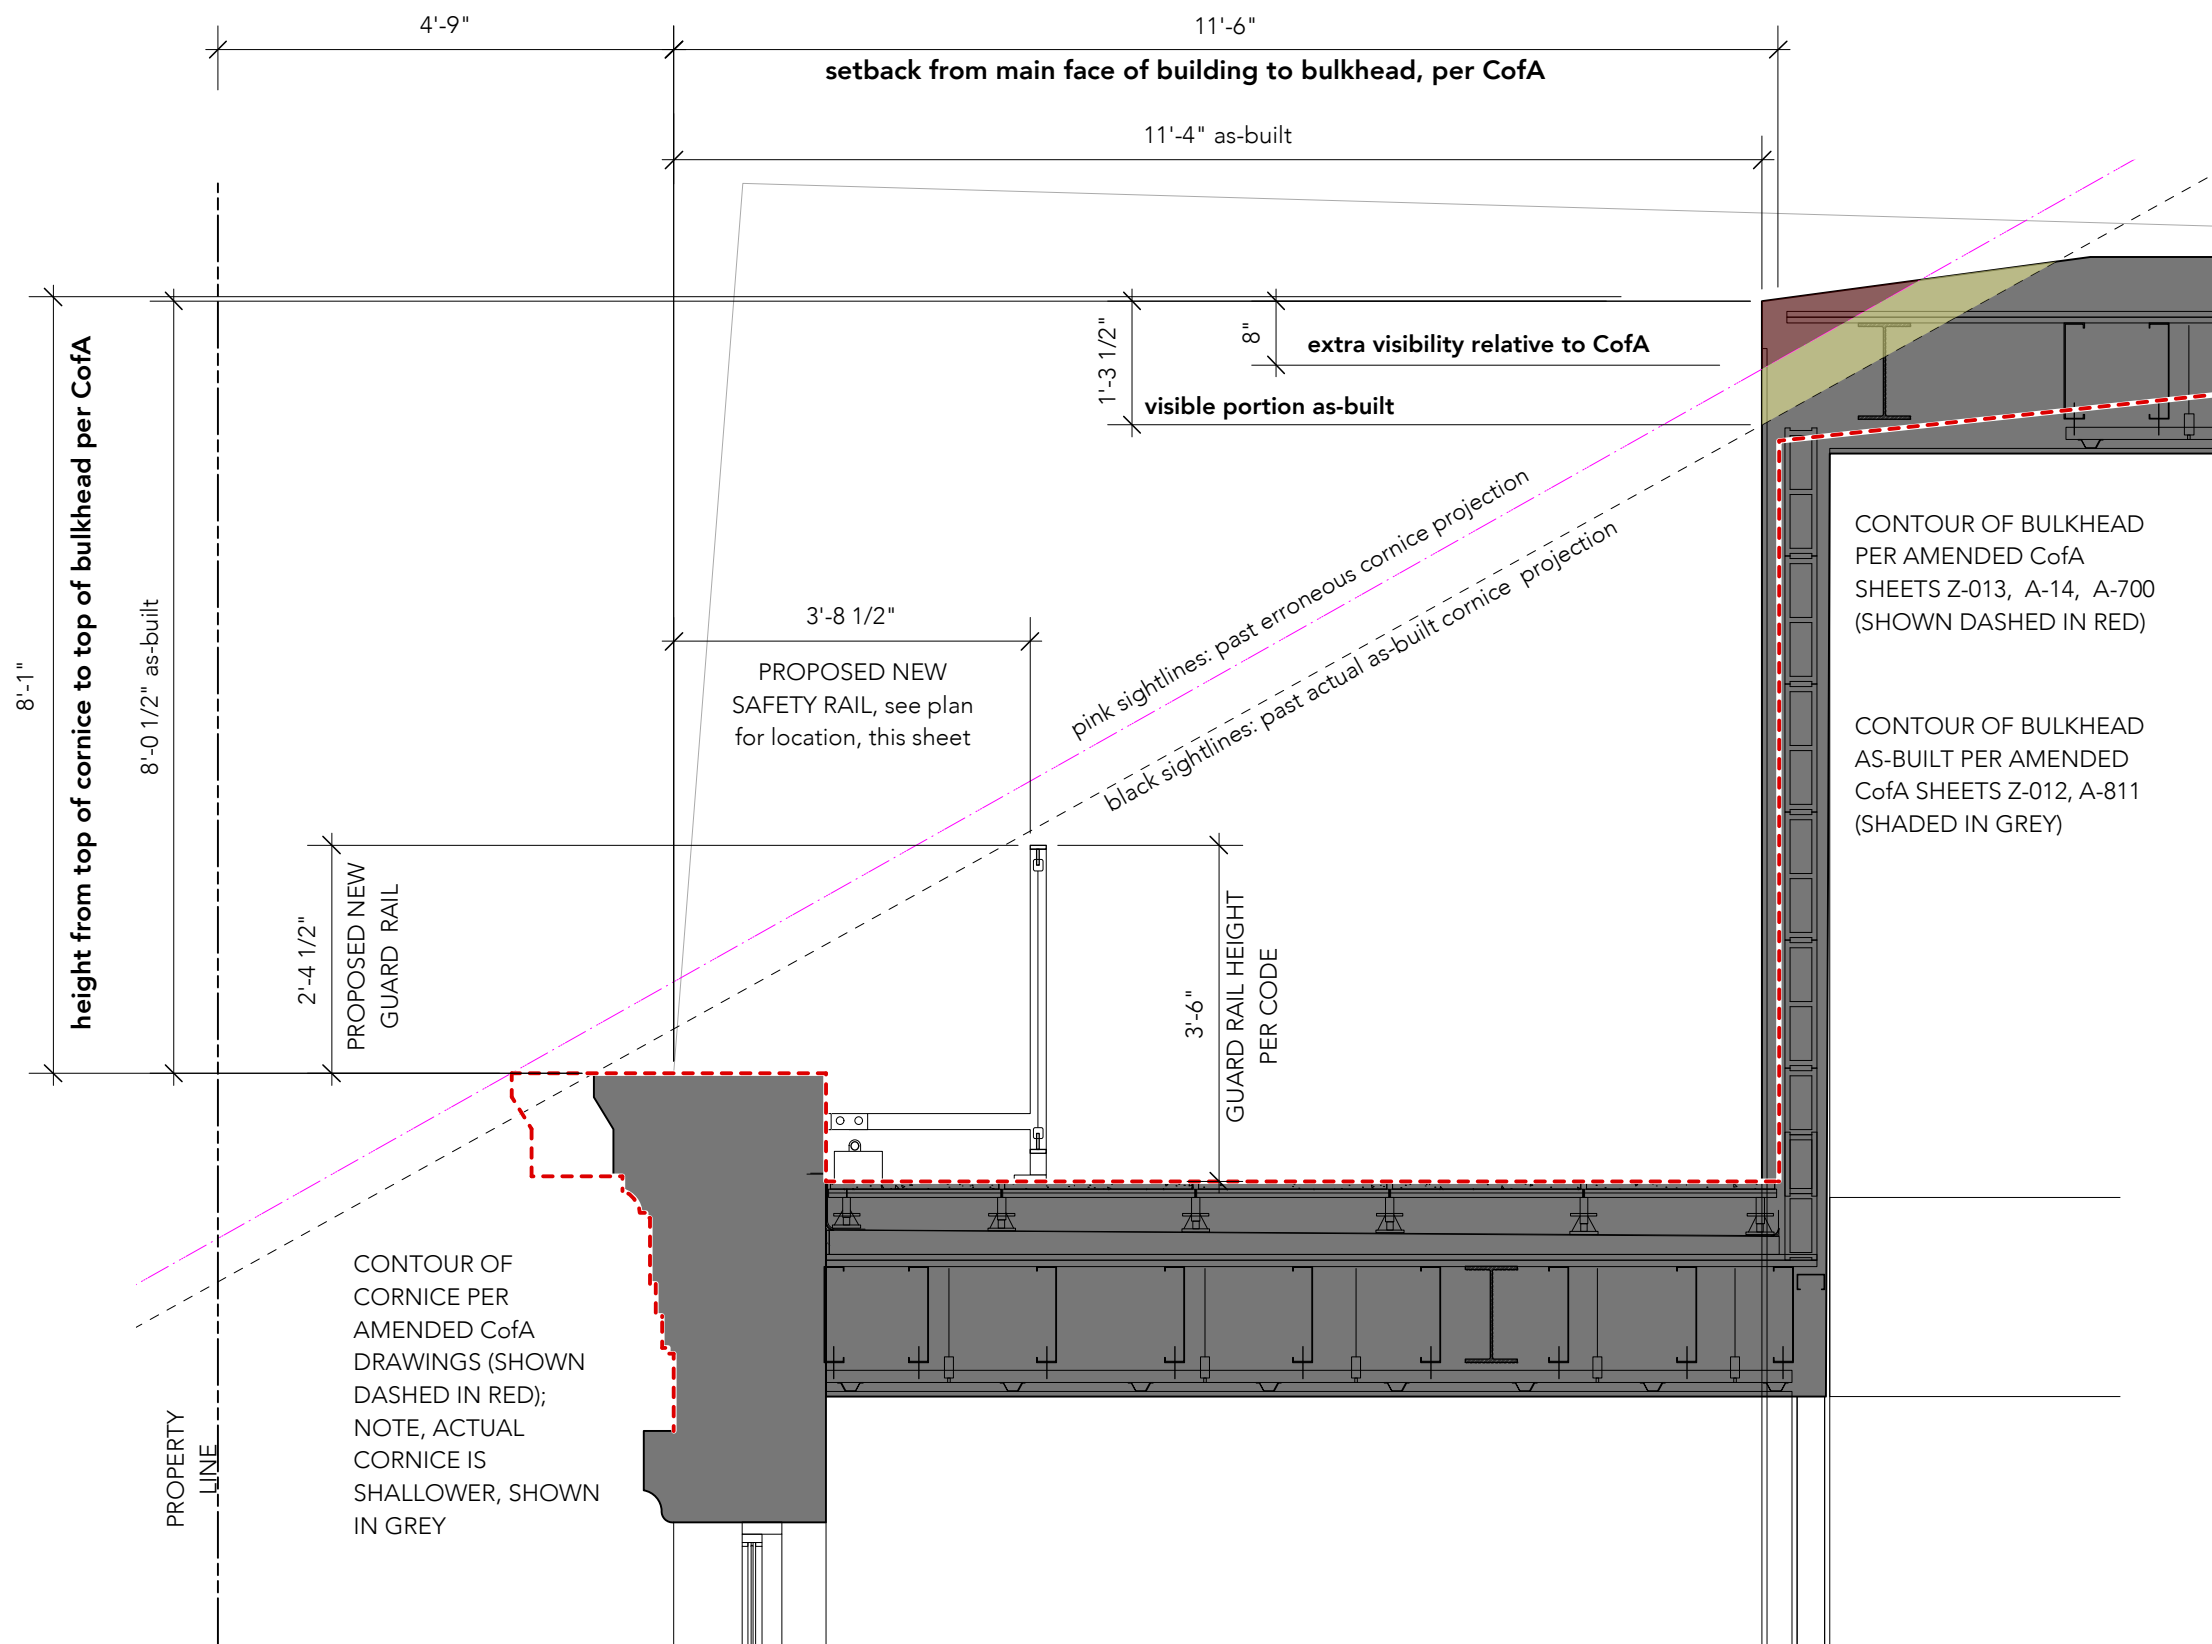 4'-9"
11'-6"
setback from main face of building to bulkhead, per CofA
11'-4" as-built
8'-1"
height from top of cornice to top of bulkhead per CofA
8'-0 1/2" as-built
1'-3 1/2"
8"
extra visibility relative to CofA
visible portion as-built
pink sightlines: past erroneous cornice projection
black sightlines: past actual as-built cornice projection
3'-8 1/2"
PROPOSED NEW
SAFETY RAIL, see plan
for location, this sheet
CONTOUR OF BULKHEAD
PER AMENDED CofA
SHEETS Z-013, A-14, A-700
(SHOWN DASHED IN RED)
CONTOUR OF BULKHEAD
AS-BUILT PER AMENDED
CofA SHEETS Z-012, A-811
(SHADED IN GREY)
2'-4 1/2"
PROPOSED NEW
GUARD RAIL
3'-6"
GUARD RAIL HEIGHT
PER CODE
CONTOUR OF
CORNICE PER
AMENDED CofA
DRAWINGS (SHOWN
DASHED IN RED);
NOTE, ACTUAL
CORNICE IS
SHALLOWER, SHOWN
IN GREY
PROPERTY
LINE